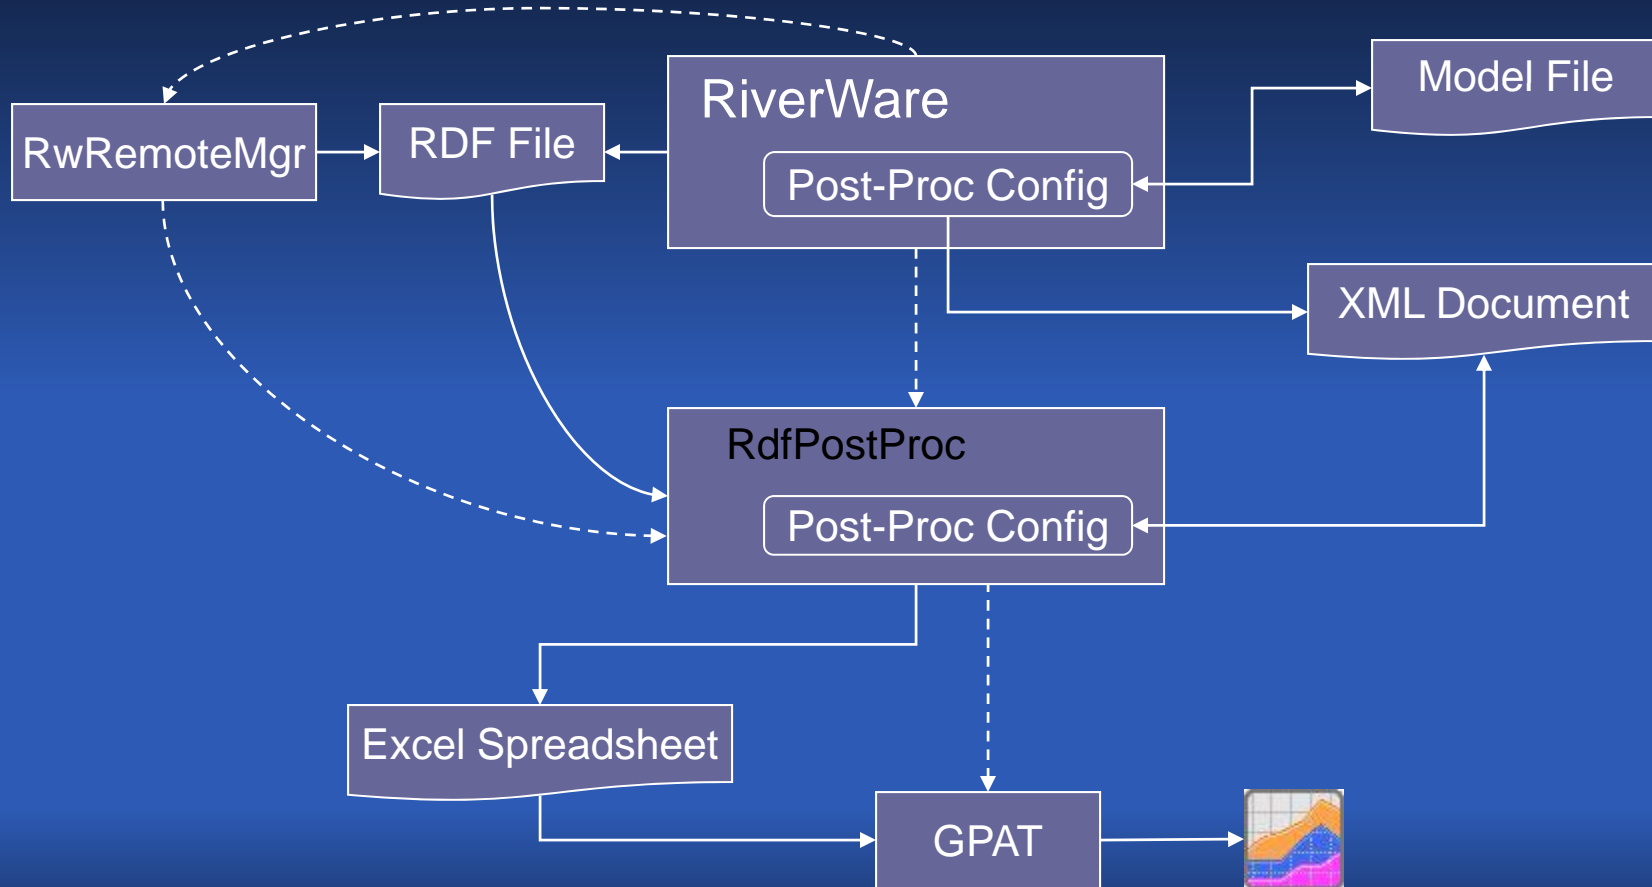 RiverWare
Model File
RwRemoteMgr
RDF File
Post-Proc Config
XML Document
RdfPostProc
Post-Proc Config
Excel Spreadsheet
GPAT